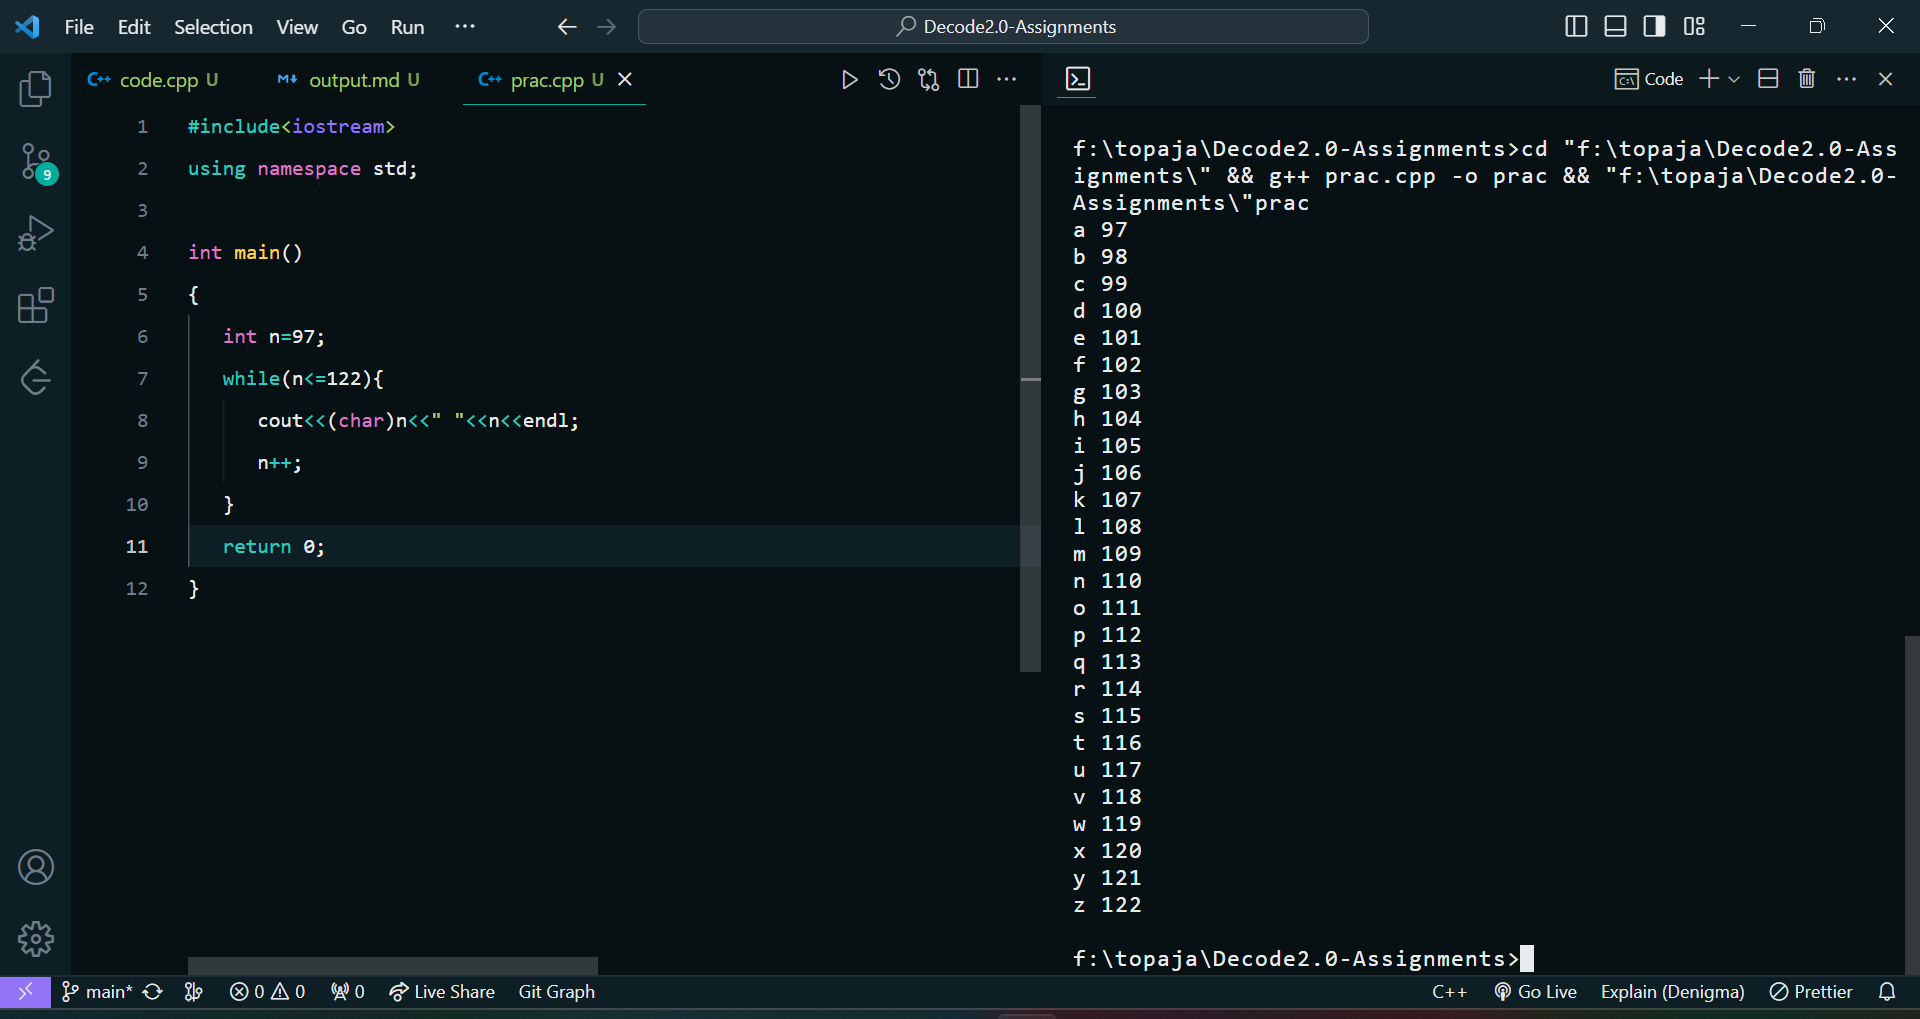 File Edit Selection View Go Run ··· Decode2.0-Assignments
C++ code.cpp U M↓ output.md U C++ prac.cpp U
Code
1 #include<iostream>
2 using namespace std;
3
4 int main()
5 {
6 int n=97;
7 while(n<=122){
8 cout<<(char)n<<" "<<n<<endl;
9 n++;
10 }
11 return 0;
12 }
9
f:\topaja\Decode2.0-Assignments>cd "f:\topaja\Decode2.0-Ass
ignments\" && g++ prac.cpp -o prac && "f:\topaja\Decode2.0-
Assignments\"prac
a 97
b 98
c 99
d 100
e 101
f 102
g 103
h 104
i 105
j 106
k 107
l 108
m 109
n 110
o 111
p 112
q 113
r 114
s 115
t 116
u 117
v 118
w 119
x 120
y 121
z 122
f:\topaja\Decode2.0-Assignments>
main* 0 0 0 Live Share Git Graph C++ Go Live Explain (Denigma) Prettier